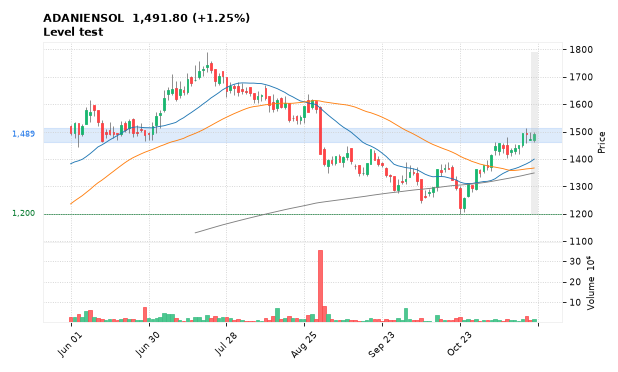 ADANIENSOL 1,491.80 (+1.25%)
Level test
1800
1700
1600
1500
1400
1300
1200
1100
Price
1,489
1,200
30
20
10
Volume 10⁶
Jun 01
Jun 30
Jul 28
Aug 25
Sep 23
Oct 23